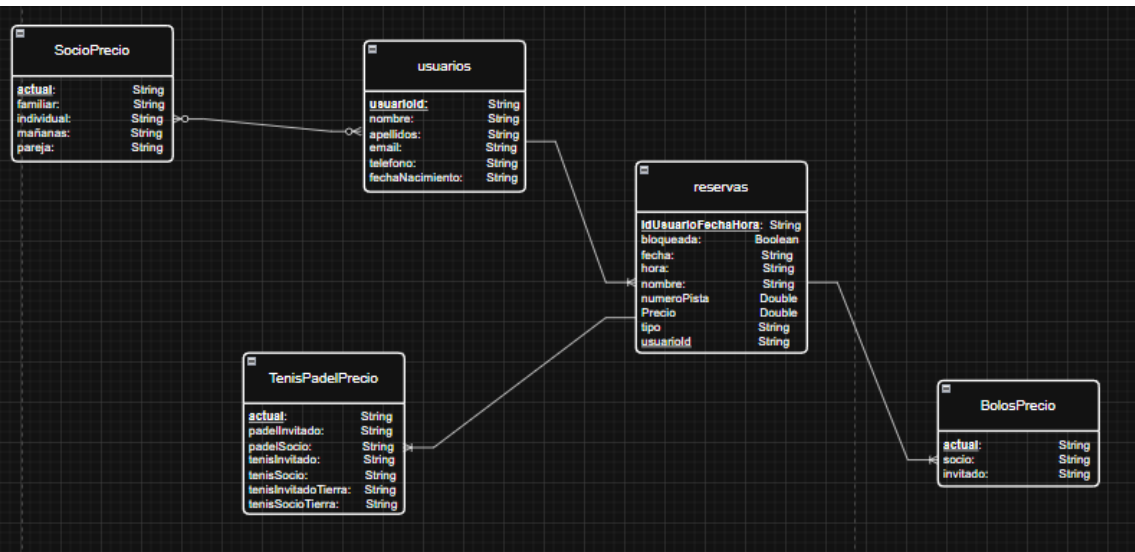 SocioPrecio
actual: String
familiar: String
individual: String
mañanas: String
pareja: String
usuarios
usuarioId: String
nombre: String
apellidos: String
email: String
telefono: String
fechaNacimiento: String
reservas
IdUsuarioFechaHora: String
bloqueada: Boolean
fecha: String
hora: String
nombre: String
numeroPista Double
Precio Double
tipo String
usuarioId String
TenisPadelPrecio
actual: String
padelInvitado: String
padelSocio: String
tenisInvitado: String
tenisSocio: String
tenisInvitadoTierra: String
tenisSocioTierra: String
BolosPrecio
actual: String
socio: String
invitado: String